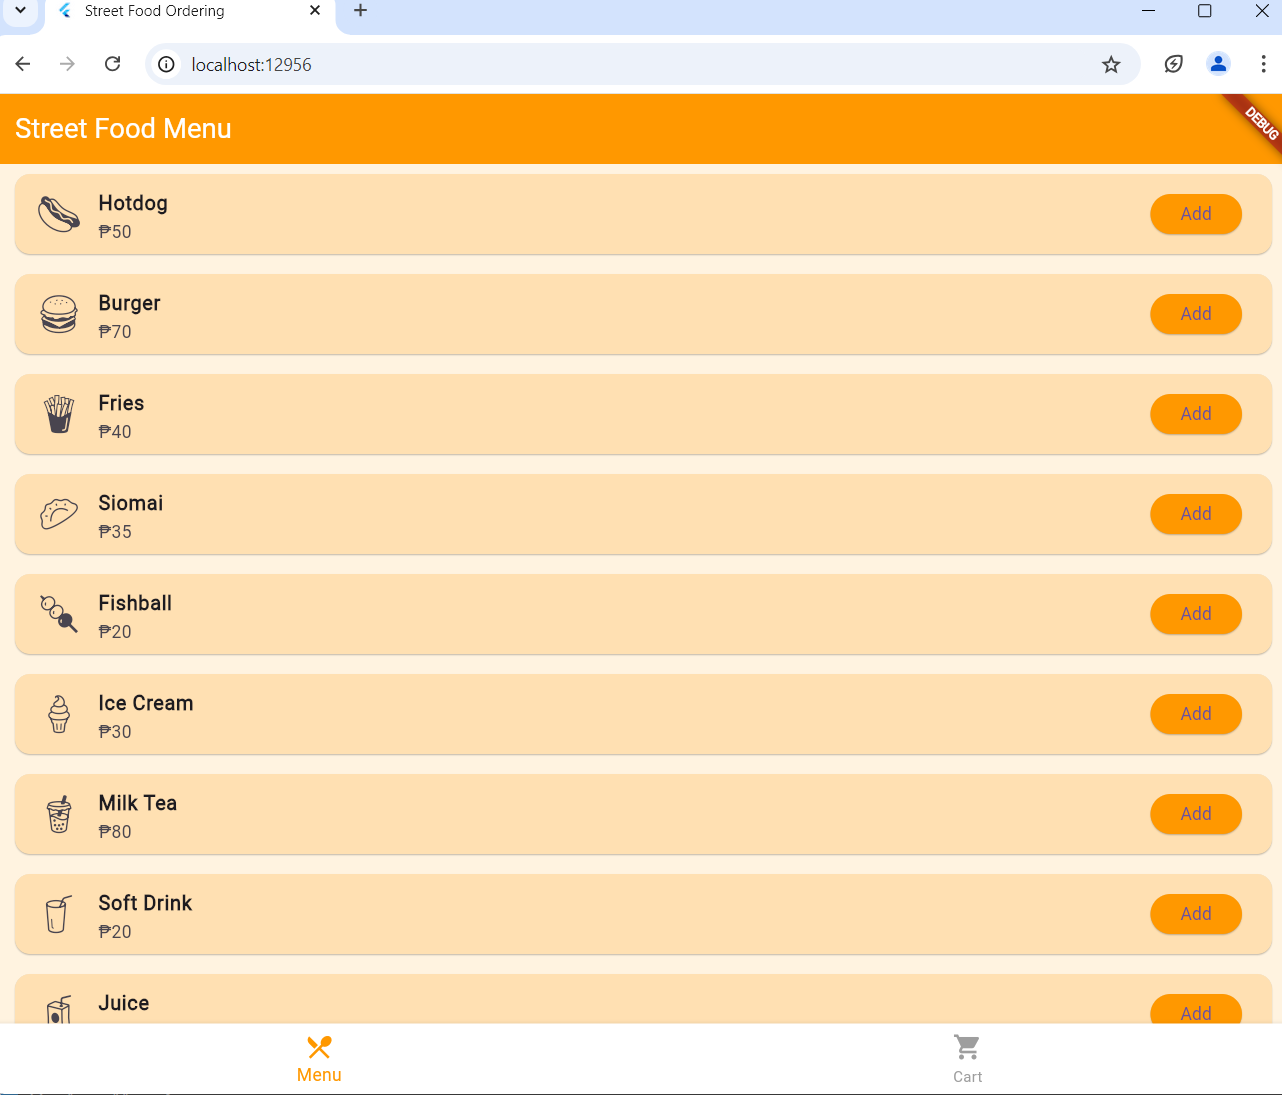 Street Food Ordering
localhost:12956
Street Food Menu
DEBUG
Hotdog
₱50
Add
Burger
₱70
Add
Fries
₱40
Add
Siomai
₱35
Add
Fishball
₱20
Add
Ice Cream
₱30
Add
Milk Tea
₱80
Add
Soft Drink
₱20
Add
Juice
Add
Menu
Cart